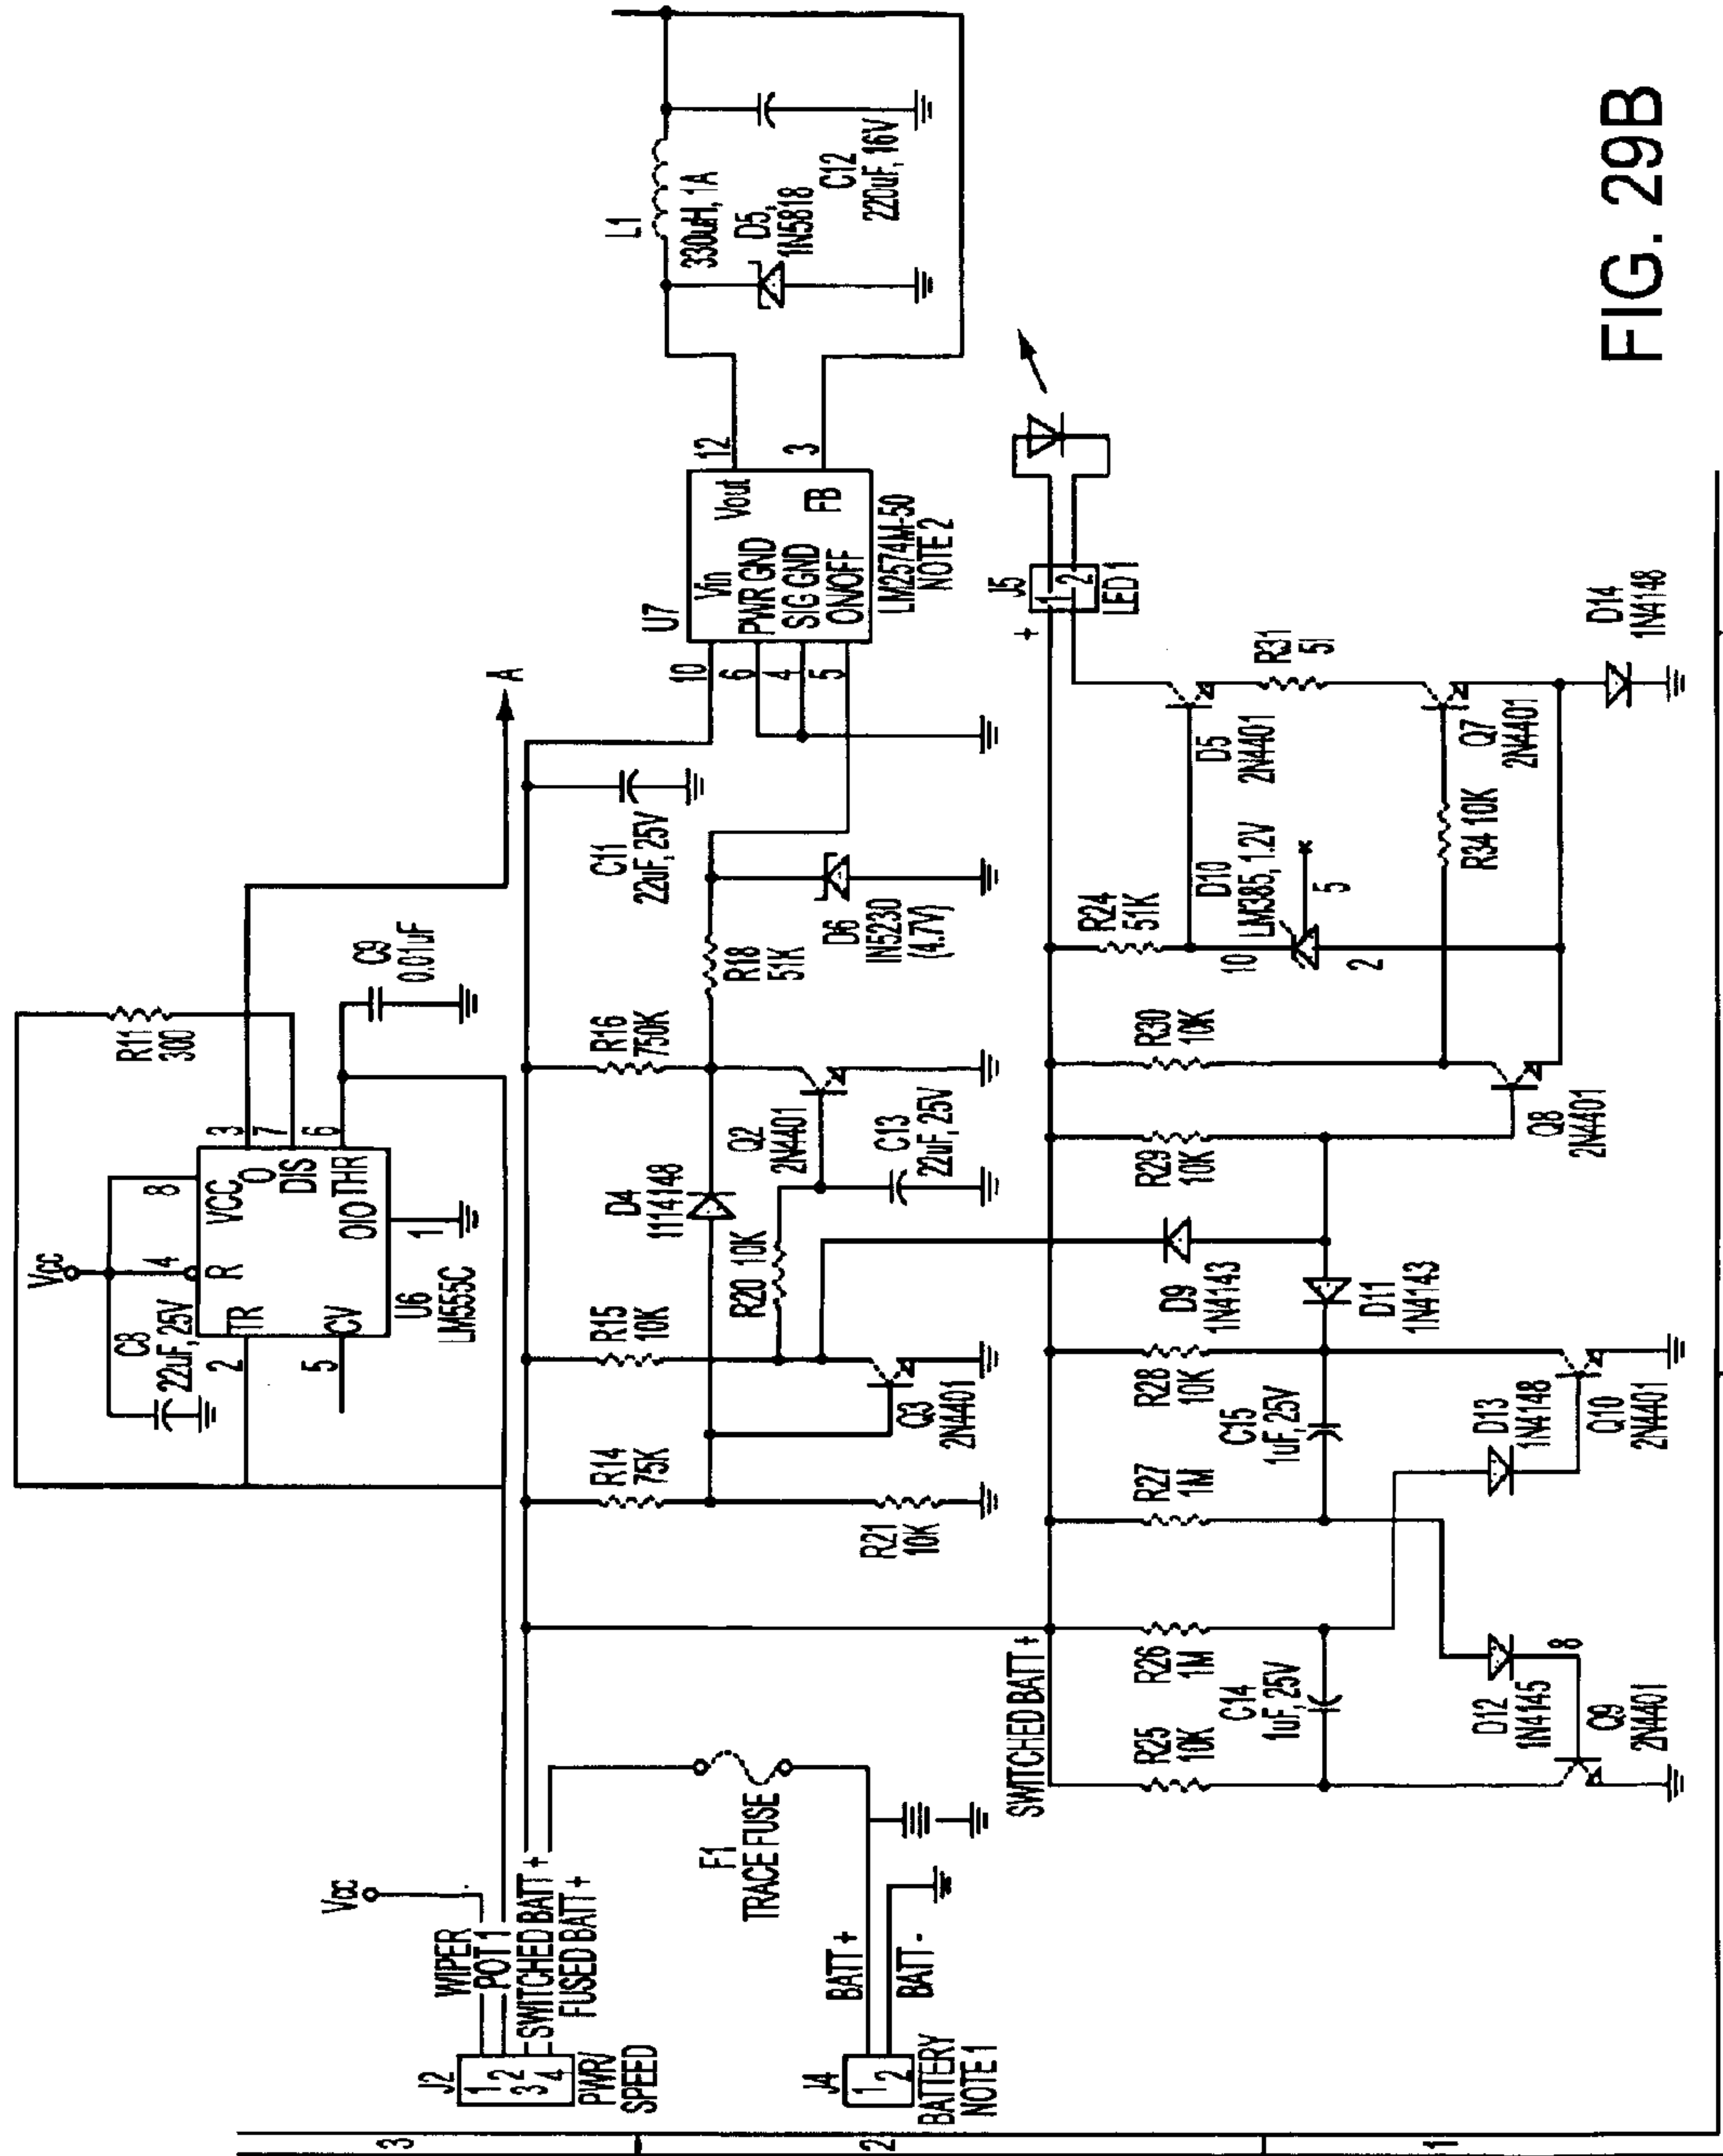 FIG. 29B
Vcc
C8
22uF, 25V
R11
300
4
8
R
VCC
2
TR
O
3
DIS
7
THR
6
5
CV
OIO
1
U6
LM555C
C9
0.01uF
A
J2
1
2
3
4
PWR/
SPEED
WIPER
POT 1
SWITCHED BATT +
FUSED BATT +
Vcc
F1
TRACE FUSE
J4
1
2
BATTERY
NOTE 1
BATT +
BATT -
R14
75K
R15
10K
R16
750K
R18
51K
R20 10K
R21
10K
D4
1114148
Q2
2N4401
Q3
2N4401
C13
22uF, 25V
D6
IN5230
(4.7V)
C11
22uF, 25V
U7
10
Vin
6
PWR GND
4
SIG GND
5
ON/OFF
Vout
12
FB
3
LM2574M-50
NOTE 2
L1
330uH, 1A
D5,
1N5818
C12
220uF, 16V
SWITCHED BAT +
R25
10K
R26
1M
R27
1M
R28
10K
R29
10K
R30
10K
R24
51K
C14
1uF, 25V
C15
1uF, 25V
D9
1N4143
D11
1N4143
D12
1N4145
8
D13
1N4148
Q9
2N4401
Q10
2N4401
Q8
2N4401
D10
LM385, 1.2V
10
2
5
D5
2N4401
R31
51
R34 10K
Q7
2N4401
D14
1N4148
J5
+
1
2
LED 1
3
2
1